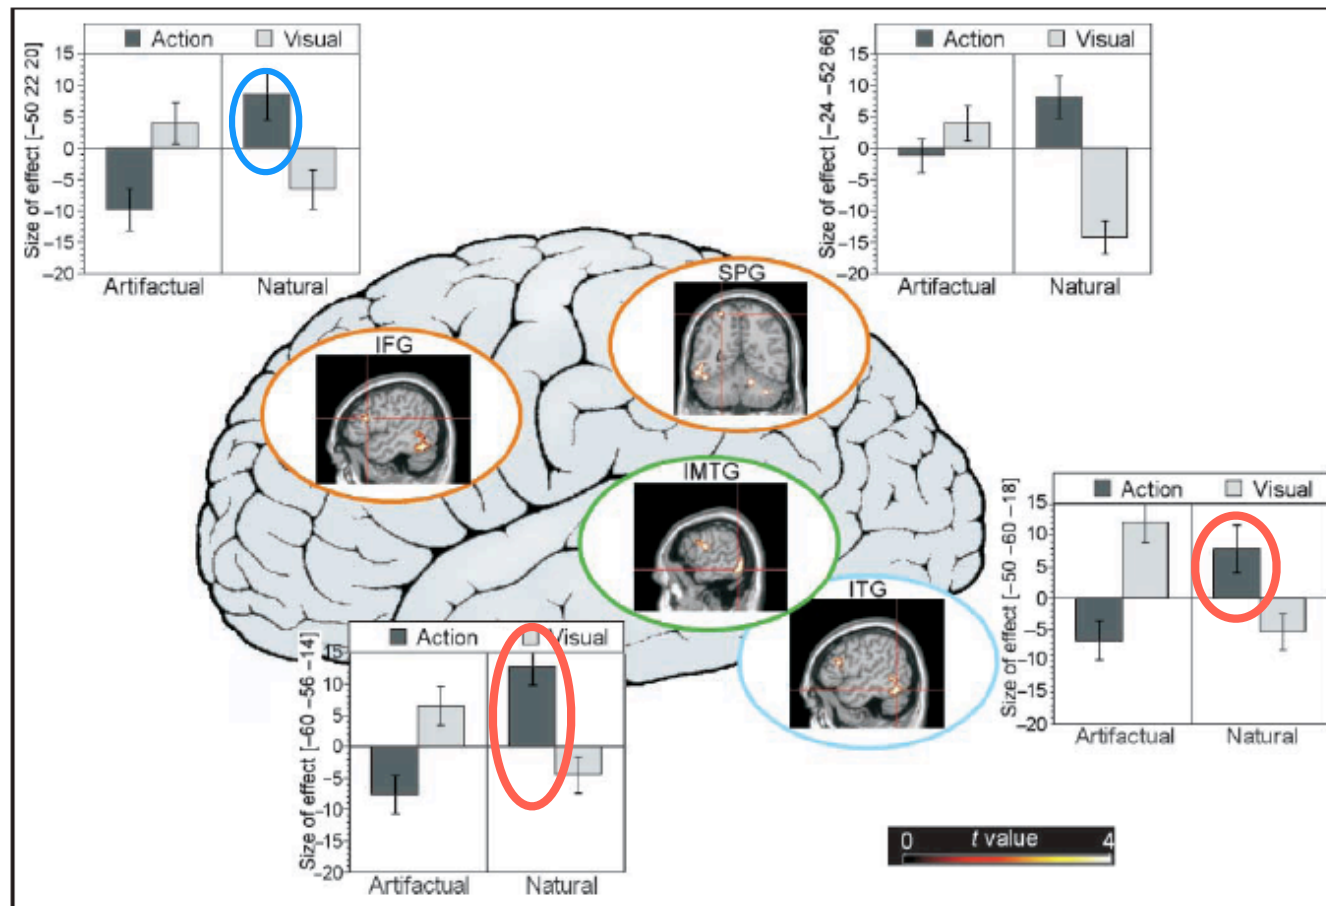 Action Visual
Size of effect [−50 22 20]
15
10
5
0
−5
−10
−15
−20
Artifactual Natural
Action Visual
Size of effect [−24 −52 66]
15
10
5
0
−5
−10
−15
−20
Artifactual Natural
SPG
IFG
IMTG
ITG
Action Visual
Size of effect [−50 −60 −18]
15
10
5
0
−5
−10
−15
−20
Artifactual Natural
Action Visual
Size of effect [−60 −56 −14]
15
10
5
0
−5
−10
−15
−20
Artifactual Natural
0 t value 4